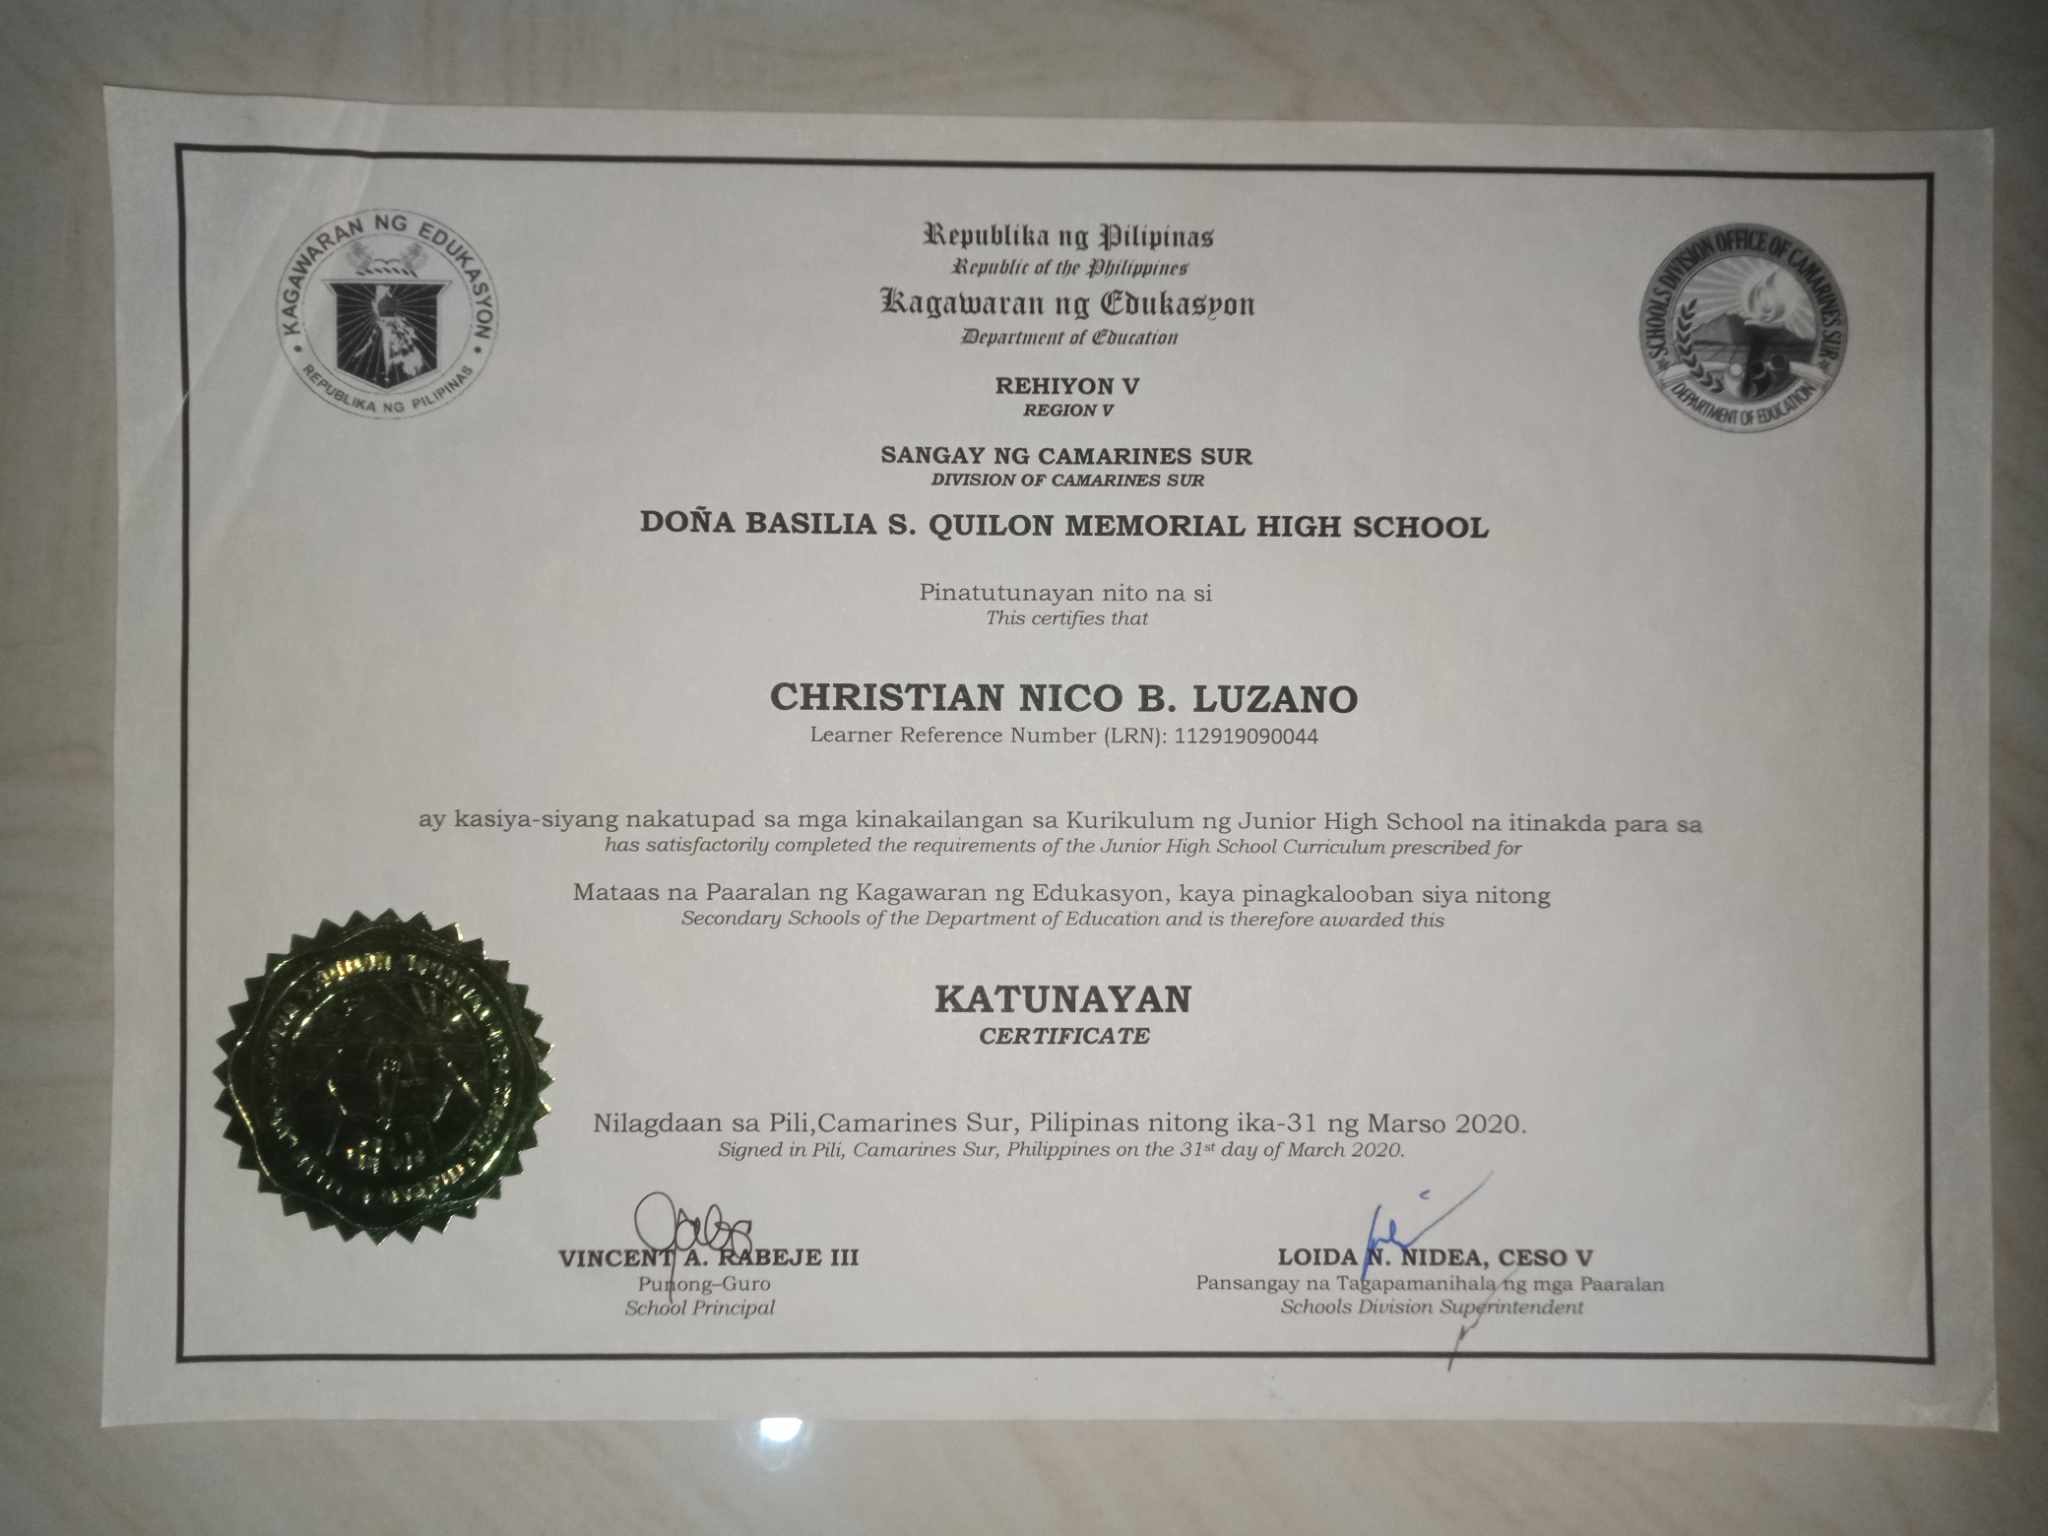 KAGAWARAN NG EDUKASYON
REPUBLIKA NG PILIPINAS
SCHOOLS DIVISION OFFICE OF CAMARINES SUR
DEPARTMENT OF EDUCATION
Republika ng Pilipinas
Republic of the Philippines
Kagawaran ng Edukasyon
Department of Education
REHIYON V
REGION V
SANGAY NG CAMARINES SUR
DIVISION OF CAMARINES SUR
DOÑA BASILIA S. QUILON MEMORIAL HIGH SCHOOL
Pinatutunayan nito na si
This certifies that
CHRISTIAN NICO B. LUZANO
Learner Reference Number (LRN): 112919090044
ay kasiya-siyang nakatupad sa mga kinakailangan sa Kurikulum ng Junior High School na itinakda para sa
has satisfactorily completed the requirements of the Junior High School Curriculum prescribed for
Mataas na Paaralan ng Kagawaran ng Edukasyon, kaya pinagkalooban siya nitong
Secondary Schools of the Department of Education and is therefore awarded this
KATUNAYAN
CERTIFICATE
Nilagdaan sa Pili,Camarines Sur, Pilipinas nitong ika-31 ng Marso 2020.
Signed in Pili, Camarines Sur, Philippines on the 31st day of March 2020.
VINCENT A. RABEJE III
Punong–Guro
School Principal
LOIDA N. NIDEA, CESO V
Pansangay na Tagapamanihala ng mga Paaralan
Schools Division Superintendent